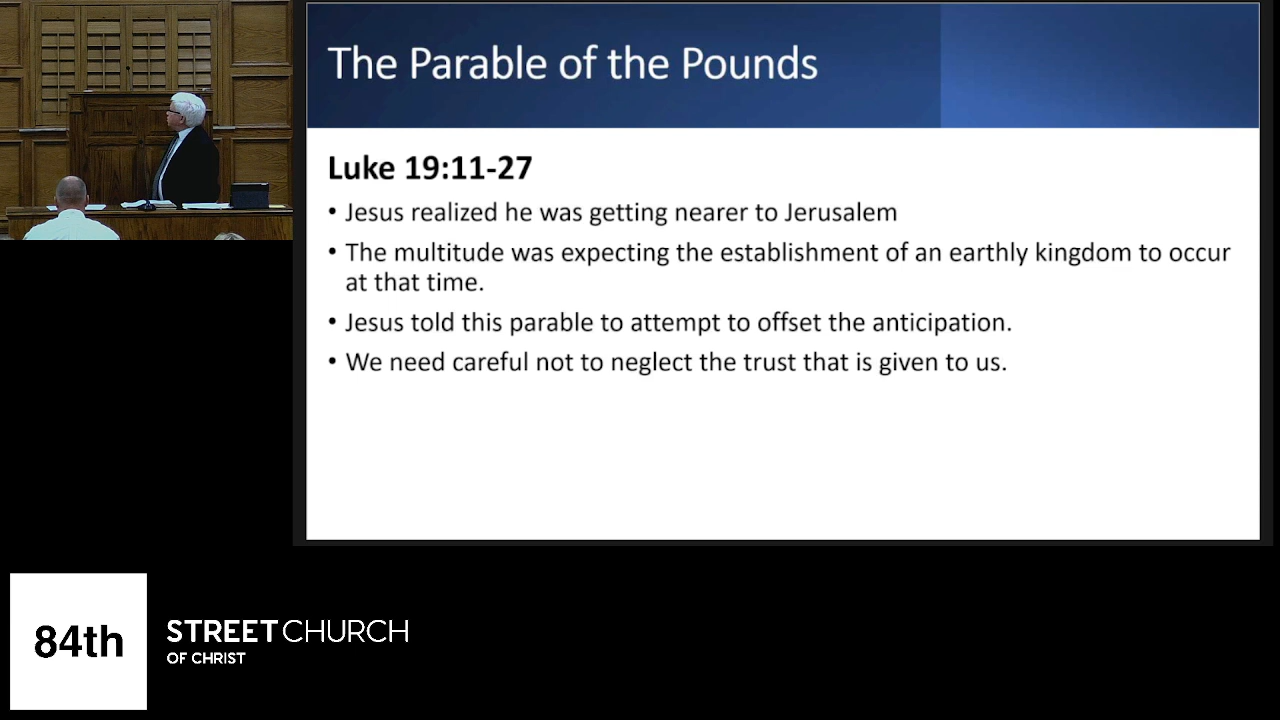 The Parable of the Pounds
Luke 19:11-27
• Jesus realized he was getting nearer to Jerusalem
• The multitude was expecting the establishment of an earthly kingdom to occur
at that time.
• Jesus told this parable to attempt to offset the anticipation.
• We need careful not to neglect the trust that is given to us.
84th
STREET CHURCH
OF CHRIST